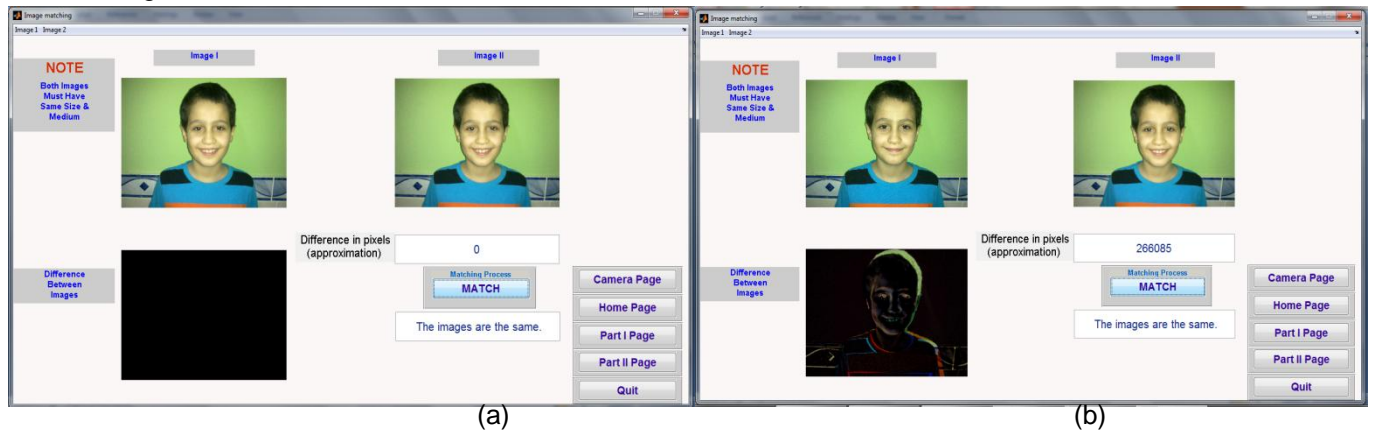 Image matching
Image 1 Image 2
Image I
Image II
NOTE
Both Images
Must Have
Same Size &
Medium
Difference in pixels
(approximation)
0
Difference
Between
Images
Matching Process
MATCH
The images are the same.
Camera Page
Home Page
Part I Page
Part II Page
Quit
(a)
Image matching
Image 1 Image 2
Image I
Image II
NOTE
Both Images
Must Have
Same Size &
Medium
Difference in pixels
(approximation)
266085
Difference
Between
Images
Matching Process
MATCH
The images are the same.
Camera Page
Home Page
Part I Page
Part II Page
Quit
(b)